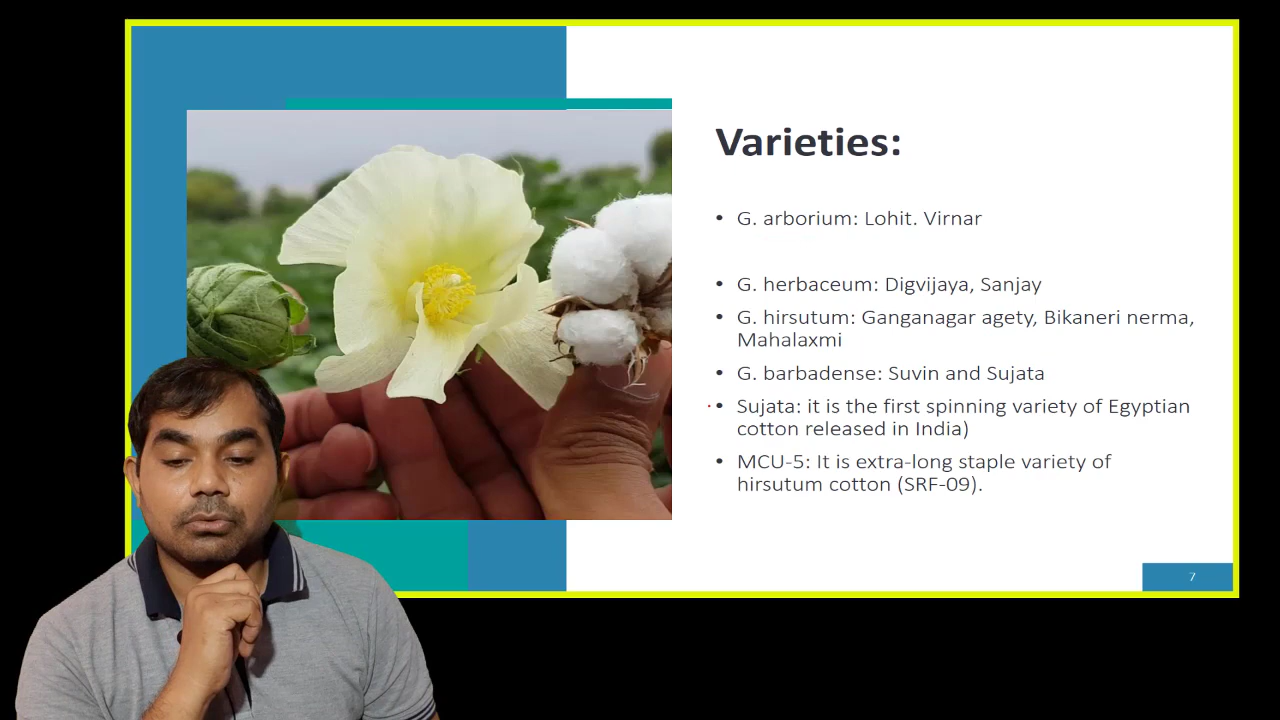 Varieties:
• G. arborium: Lohit. Virnar
• G. herbaceum: Digvijaya, Sanjay
• G. hirsutum: Ganganagar agety, Bikaneri nerma,
Mahalaxmi
• G. barbadense: Suvin and Sujata
• Sujata: it is the first spinning variety of Egyptian
cotton released in India)
• MCU-5: It is extra-long staple variety of
hirsutum cotton (SRF-09).
7